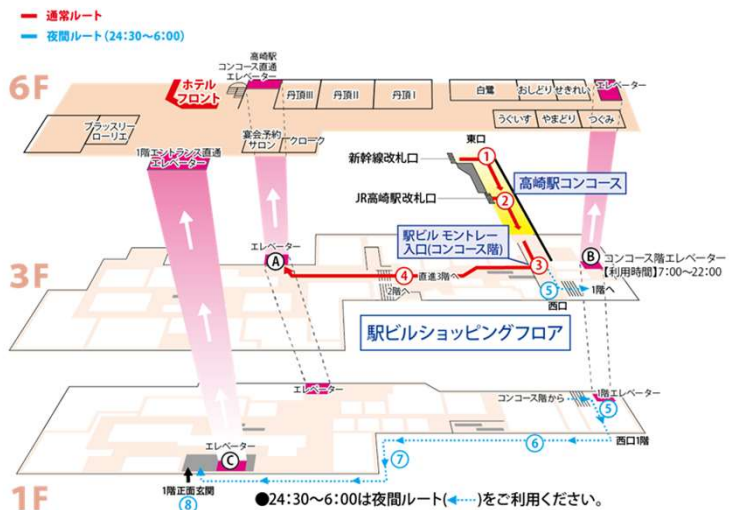 通常ルート
夜間ルート(24:30〜6:00)
6F
ホテル
フロント
高崎駅
コンコース直通
エレベーター
丹頂Ⅲ
丹頂Ⅱ
丹頂Ⅰ
白鷺
おしどり
せきれい
エレベーター
うぐいす
やまどり
つぐみ
ブラッスリー
ローリエ
1階エントランス直通
エレベーター
宴会予約
サロン
クローク
東口
新幹線改札口
①
高崎駅コンコース
JR高崎駅改札口
②
駅ビル モントレー
入口(コンコース階)
3F
エレベーター
A
④
直進3階へ
2階へ
③
B
コンコース階エレベーター
【利用時間】7:00〜22:00
⑤
1階へ
西口
駅ビルショッピングフロア
エレベーター
コンコース階から
1階エレベーター
⑤
西口1階
⑥
⑦
エレベーター
C
1階正面玄関
⑧
1F
●24:30〜6:00は夜間ルート( )をご利用ください。